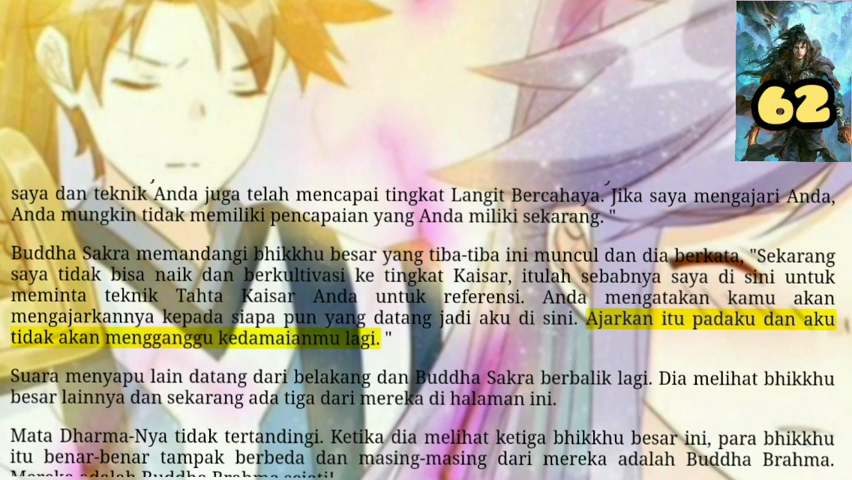 62
saya dan teknik Anda juga telah mencapai tingkat Langit Bercahaya. Jika saya mengajari Anda,
Anda mungkin tidak memiliki pencapaian yang Anda miliki sekarang. "
Buddha Sakra memandangi bhikkhu besar yang tiba-tiba ini muncul dan dia berkata, "Sekarang
saya tidak bisa naik dan berkultivasi ke tingkat Kaisar, itulah sebabnya saya di sini untuk
meminta teknik Tahta Kaisar Anda untuk referensi. Anda mengatakan kamu akan
mengajarkannya kepada siapa pun yang datang jadi aku di sini. Ajarkan itu padaku dan aku
tidak akan mengganggu kedamaianmu lagi. "
Suara menyapu lain datang dari belakang dan Buddha Sakra berbalik lagi. Dia melihat bhikkhu
besar lainnya dan sekarang ada tiga dari mereka di halaman ini.
Mata Dharma-Nya tidak tertandingi. Ketika dia melihat ketiga bhikkhu besar ini, para bhikkhu
itu benar-benar tampak berbeda dan masing-masing dari mereka adalah Buddha Brahma.
Mereka adalah Buddha Brahma sejati!